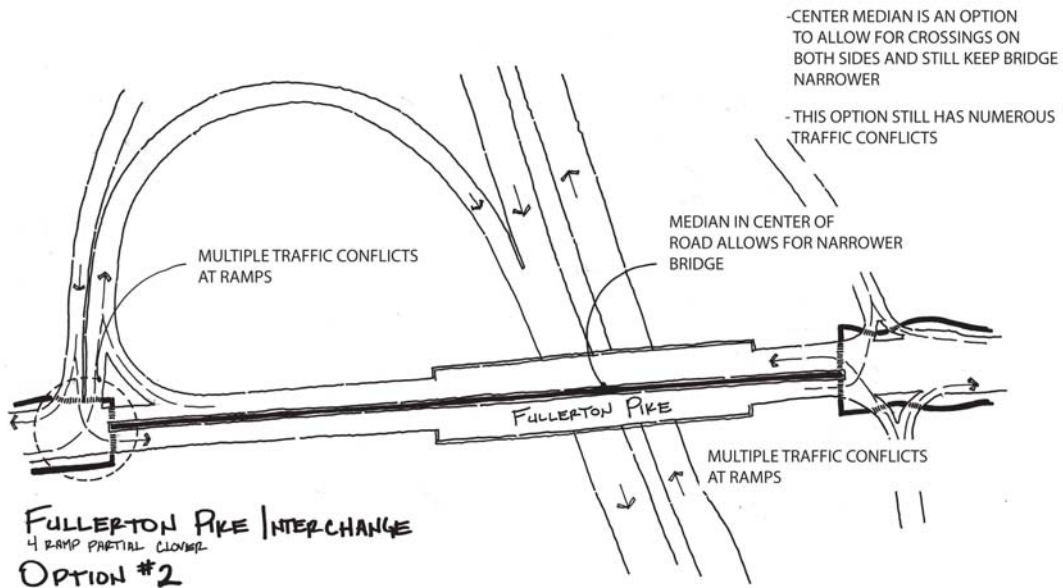 -CENTER MEDIAN IS AN OPTION
TO ALLOW FOR CROSSINGS ON
BOTH SIDES AND STILL KEEP BRIDGE
NARROWER
- THIS OPTION STILL HAS NUMEROUS
TRAFFIC CONFLICTS
MEDIAN IN CENTER OF
ROAD ALLOWS FOR NARROWER
BRIDGE
MULTIPLE TRAFFIC CONFLICTS
AT RAMPS
FULLERTON PIKE
MULTIPLE TRAFFIC CONFLICTS
AT RAMPS
FULLERTON PIKE INTERCHANGE
4 RAMP PARTIAL CLOVER
OPTION #2